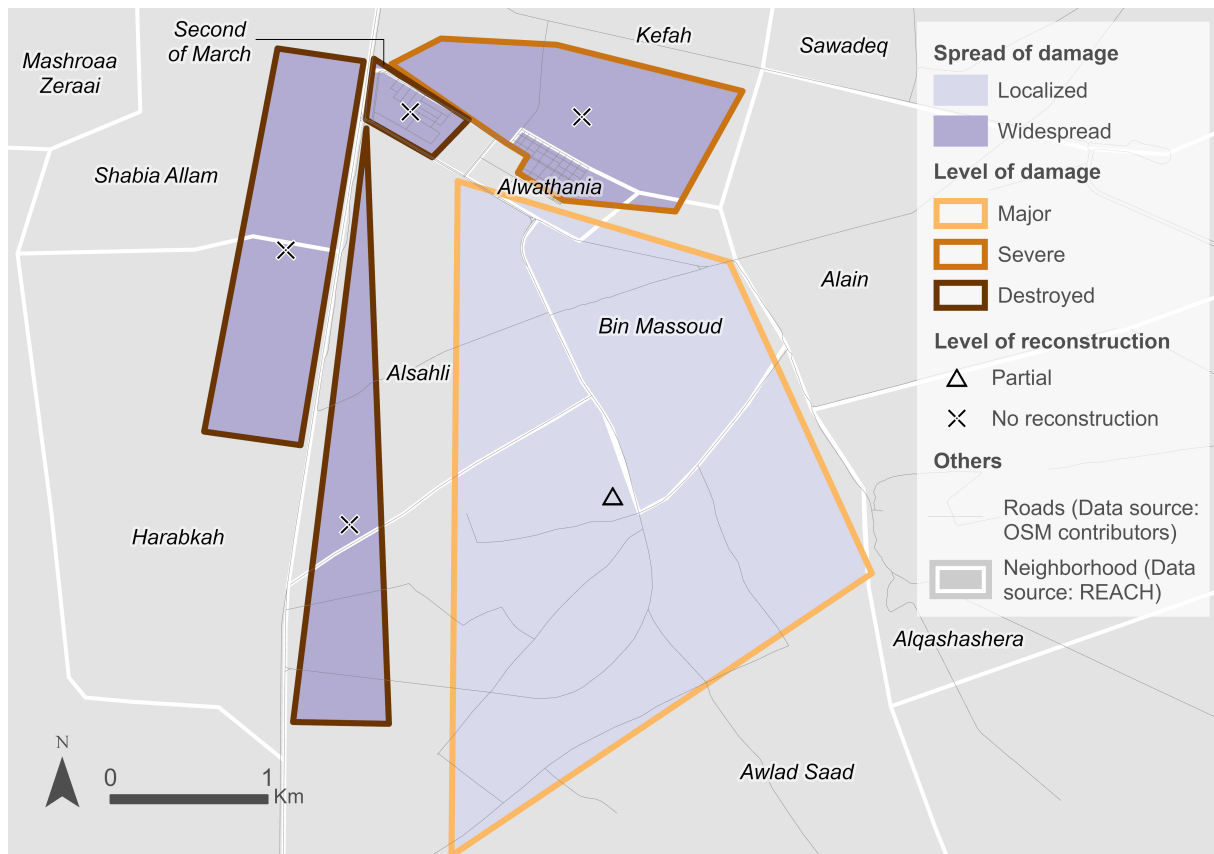 Second
of March
Kefah
Sawadeq
Mashroaa
Zeraai
Shabia Allam
Alwathania
Alain
Bin Massoud
Alsahli
Harabkah
Alqashashera
Awlad Saad
N
0 1
Km
Spread of damage
Localized
Widespread
Level of damage
Major
Severe
Destroyed
Level of reconstruction
Partial
No reconstruction
Others
Roads (Data source:
OSM contributors)
Neighborhood (Data
source: REACH)